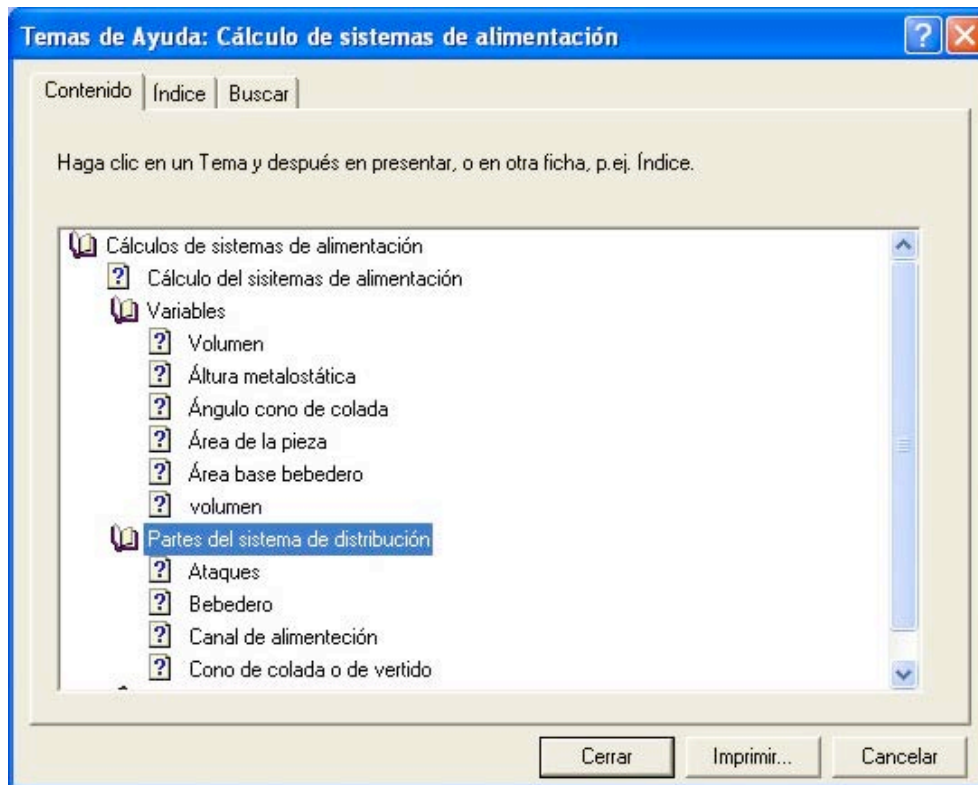 Temas de Ayuda: Cálculo de sistemas de alimentación
Contenido Índice Buscar
Haga clic en un Tema y después en presentar, o en otra ficha, p.ej. Índice.
Cálculos de sistemas de alimentación
Cálculo del sisitemas de alimentación
Variables
Volumen
Áltura metalostática
Ángulo cono de colada
Área de la pieza
Área base bebedero
volumen
Partes del sistema de distribución
Ataques
Bebedero
Canal de alimenteción
Cono de colada o de vertido
Cerrar Imprimir... Cancelar